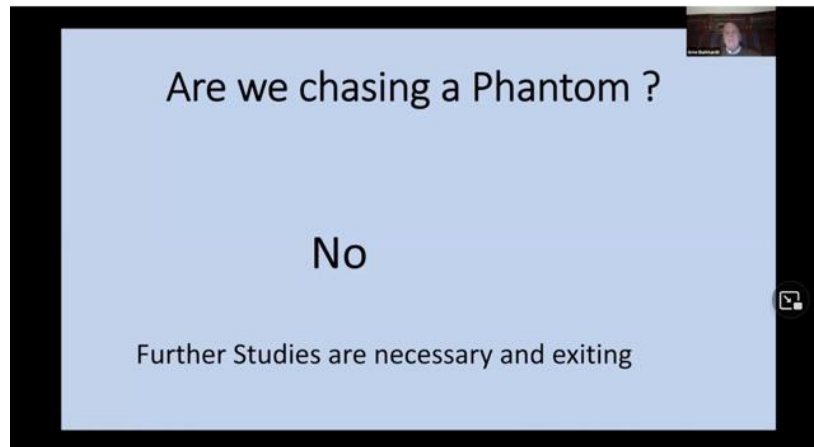 Are we chasing a Phantom ?
No
Further Studies are necessary and exiting